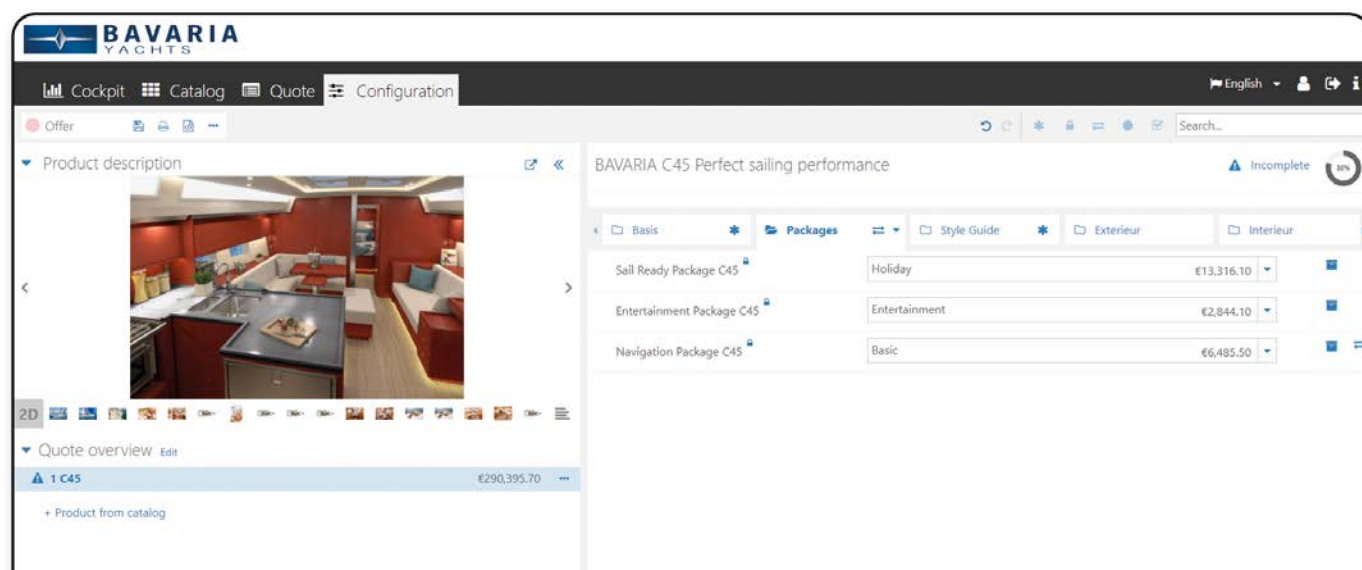 BAVARIA
YACHTS
Cockpit Catalog Quote Configuration
English
Offer
Search...
Product description
BAVARIA C45 Perfect sailing performance
Incomplete
80%
Basis Packages Style Guide Exterieur Interieur
Sail Ready Package C45 Holiday €13,316.10
Entertainment Package C45 Entertainment €2,844.10
Navigation Package C45 Basic €6,485.50
2D
Quote overview Edit
1 C45 €290,395.70
+ Product from catalog